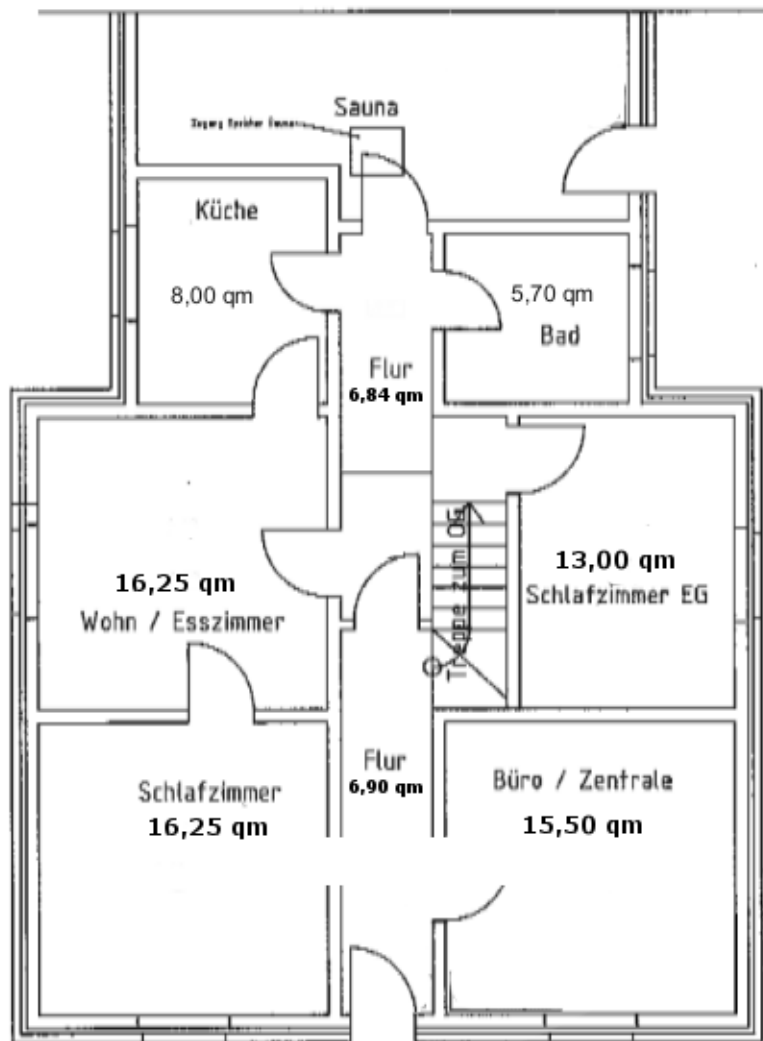 Sauna
Küche
8,00 qm
5,70 qm
Bad
Flur
6,84 qm
16,25 qm
Wohn / Esszimmer
Treppe zum OG
13,00 qm
Schlafzimmer EG
Flur
6,90 qm
Schlafzimmer
16,25 qm
Büro / Zentrale
15,50 qm